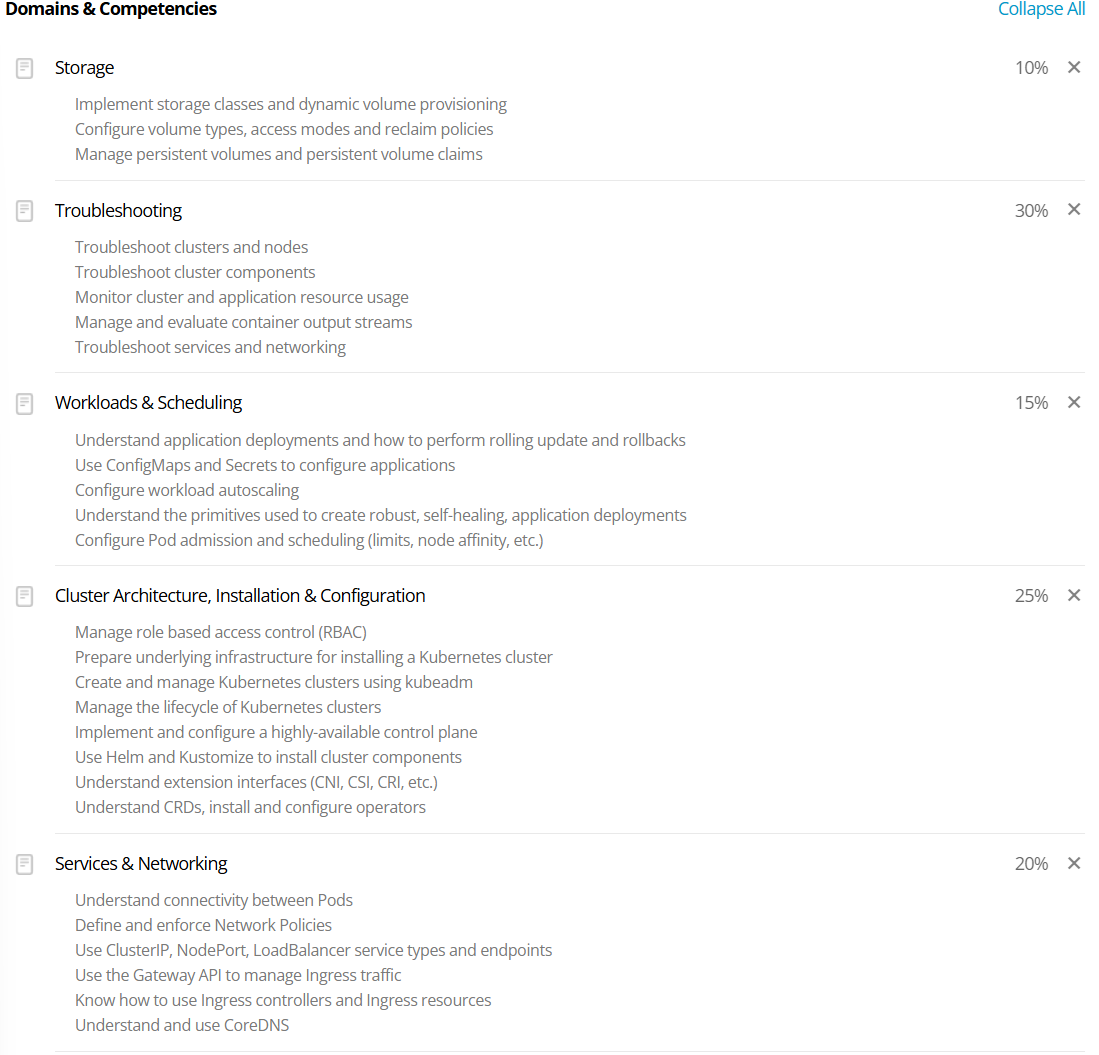 Domains & Competencies
Collapse All
Storage
10%
Implement storage classes and dynamic volume provisioning
Configure volume types, access modes and reclaim policies
Manage persistent volumes and persistent volume claims
Troubleshooting
30%
Troubleshoot clusters and nodes
Troubleshoot cluster components
Monitor cluster and application resource usage
Manage and evaluate container output streams
Troubleshoot services and networking
Workloads & Scheduling
15%
Understand application deployments and how to perform rolling update and rollbacks
Use ConfigMaps and Secrets to configure applications
Configure workload autoscaling
Understand the primitives used to create robust, self-healing, application deployments
Configure Pod admission and scheduling (limits, node affinity, etc.)
Cluster Architecture, Installation & Configuration
25%
Manage role based access control (RBAC)
Prepare underlying infrastructure for installing a Kubernetes cluster
Create and manage Kubernetes clusters using kubeadm
Manage the lifecycle of Kubernetes clusters
Implement and configure a highly-available control plane
Use Helm and Kustomize to install cluster components
Understand extension interfaces (CNI, CSI, CRI, etc.)
Understand CRDs, install and configure operators
Services & Networking
20%
Understand connectivity between Pods
Define and enforce Network Policies
Use ClusterIP, NodePort, LoadBalancer service types and endpoints
Use the Gateway API to manage Ingress traffic
Know how to use Ingress controllers and Ingress resources
Understand and use CoreDNS